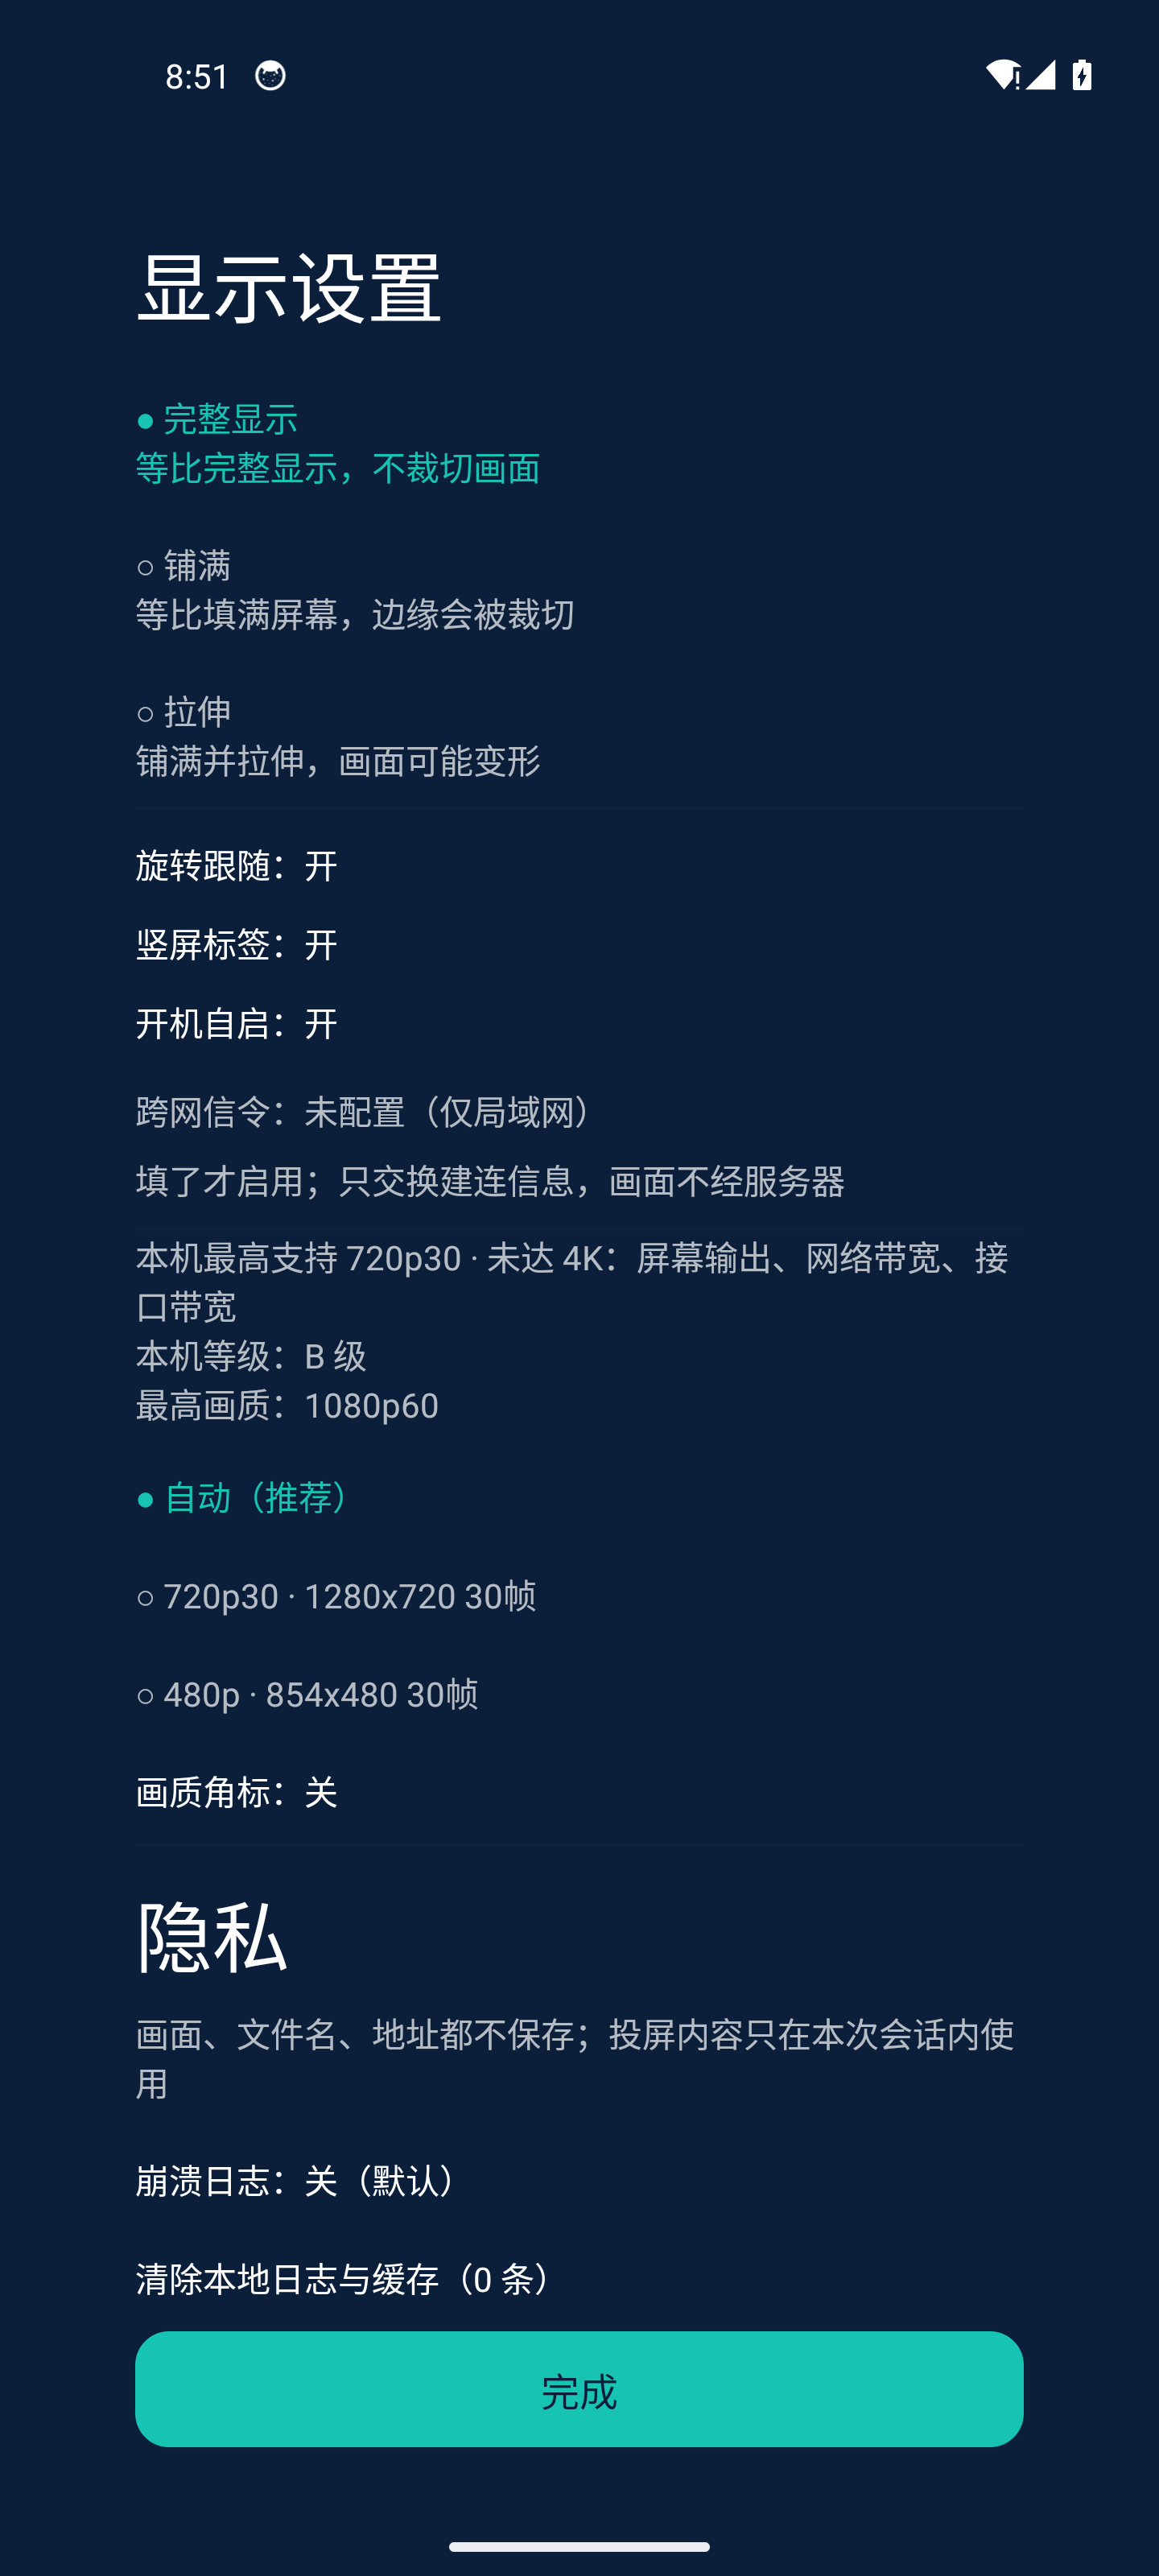 8:51
显示设置
● 完整显示
等比完整显示，不裁切画面
○ 铺满
等比填满屏幕，边缘会被裁切
○ 拉伸
铺满并拉伸，画面可能变形
旋转跟随：开
竖屏标签：开
开机自启：开
跨网信令：未配置（仅局域网）
填了才启用；只交换建连信息，画面不经服务器
本机最高支持 720p30 · 未达 4K：屏幕输出、网络带宽、接
口带宽
本机等级：B 级
最高画质：1080p60
● 自动（推荐）
○ 720p30 · 1280x720 30帧
○ 480p · 854x480 30帧
画质角标：关
隐私
画面、文件名、地址都不保存；投屏内容只在本次会话内使
用
崩溃日志：关（默认）
清除本地日志与缓存（0 条）
完成